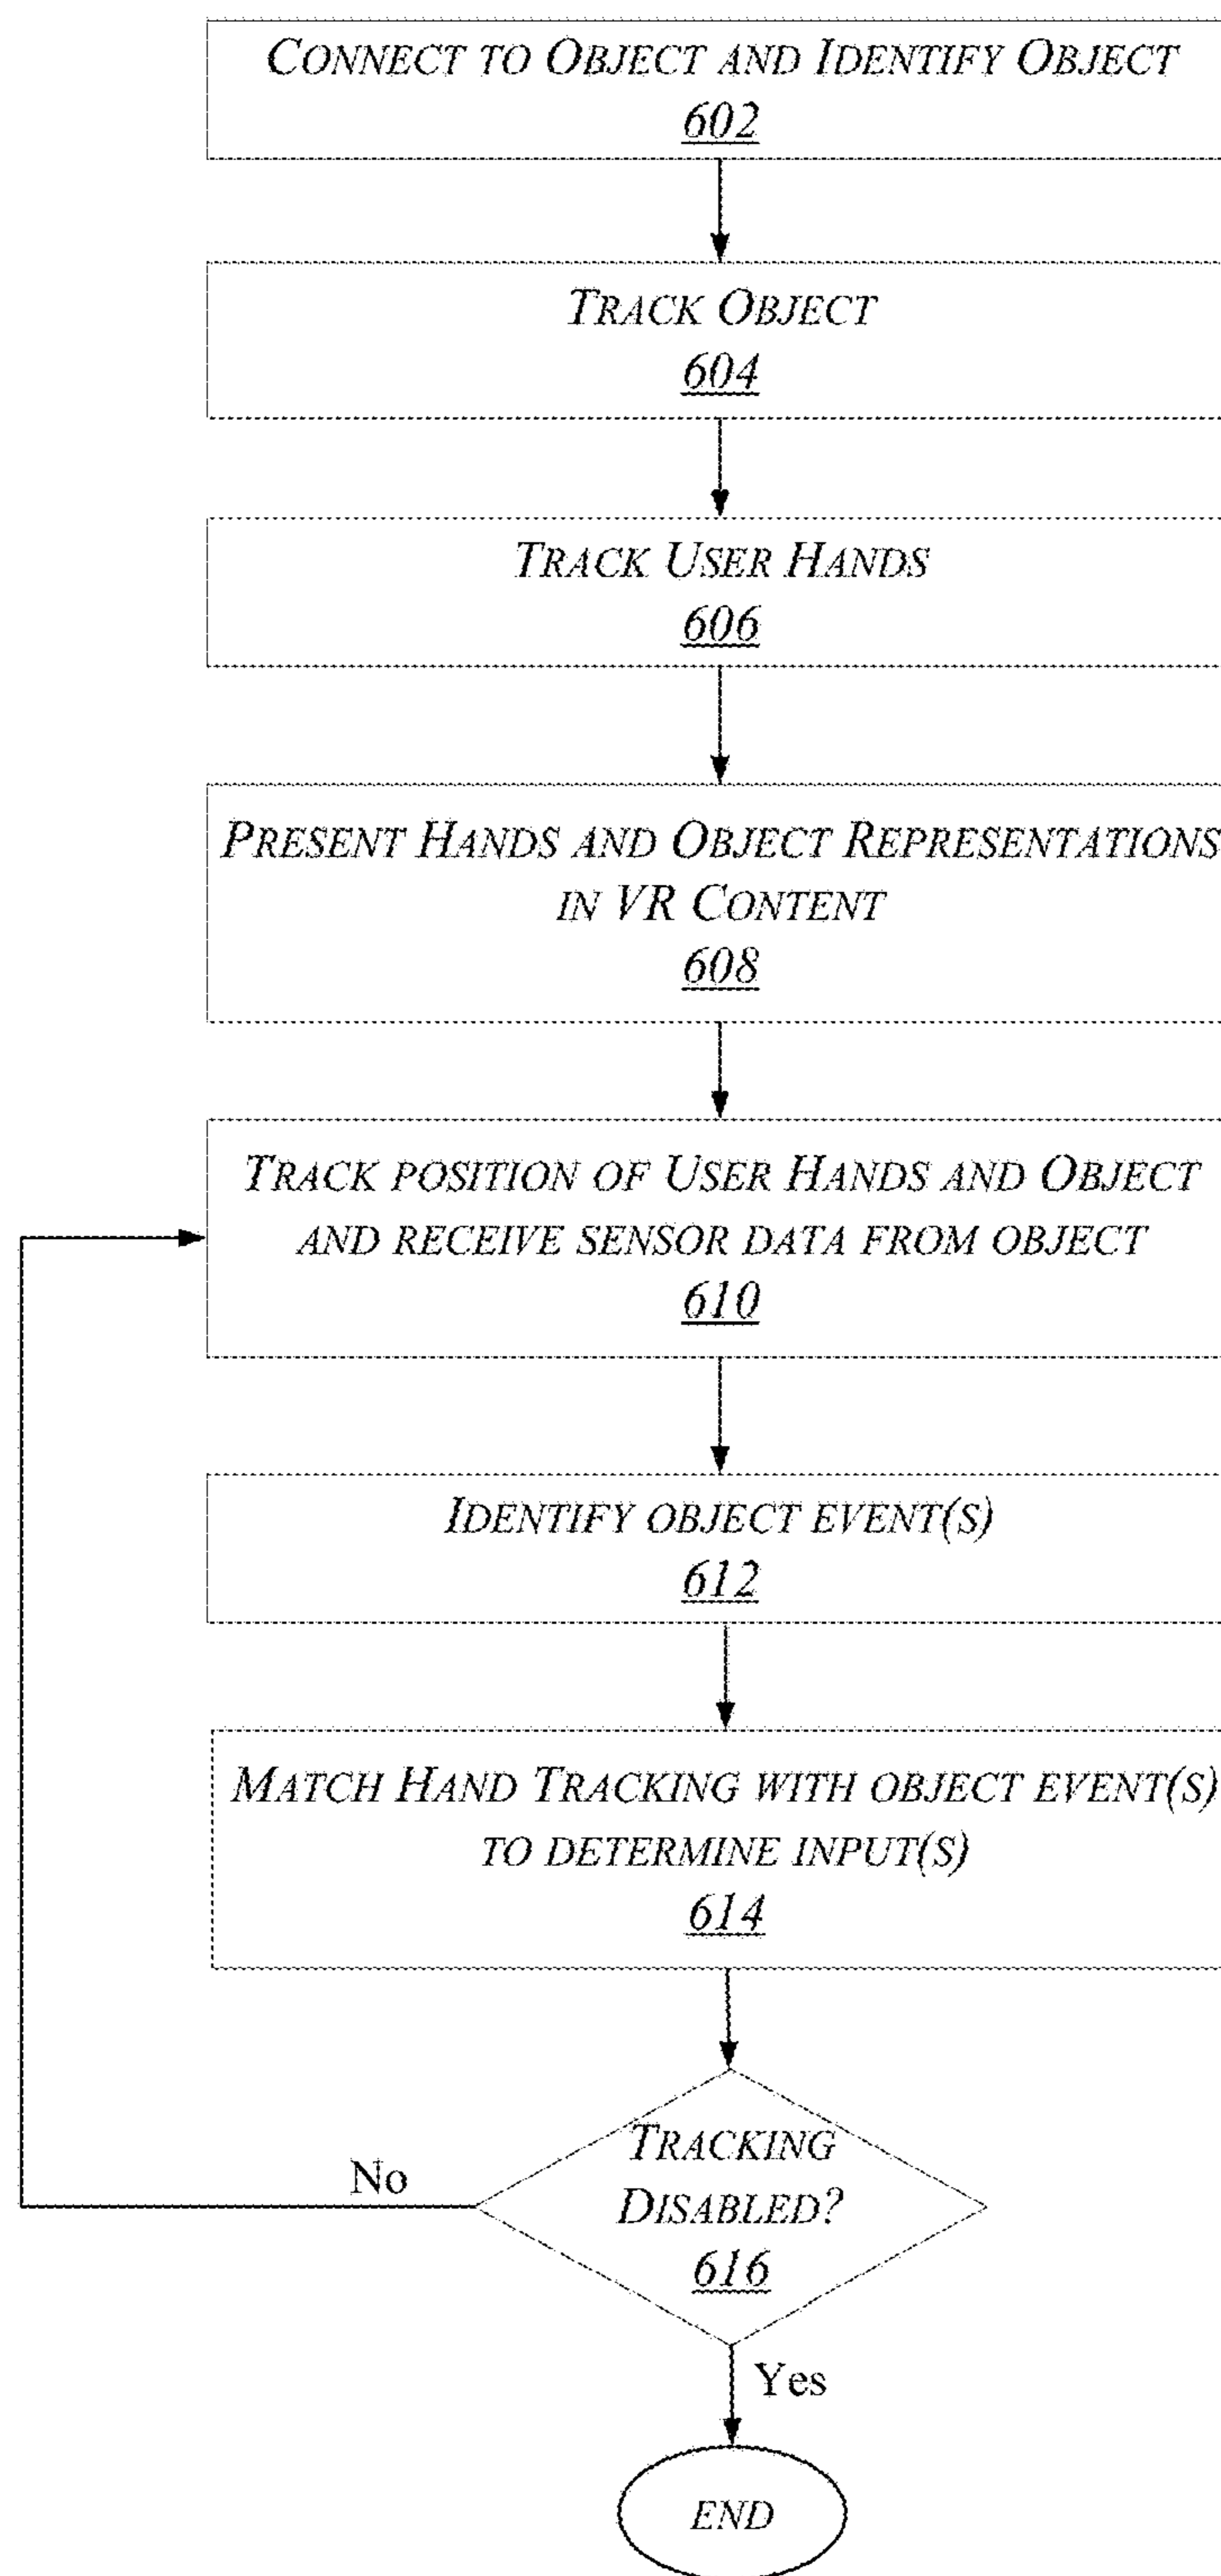 CONNECT TO OBJECT AND IDENTIFY OBJECT
602
TRACK OBJECT
604
TRACK USER HANDS
606
PRESENT HANDS AND OBJECT REPRESENTATIONS
IN VR CONTENT
608
TRACK POSITION OF USER HANDS AND OBJECT
AND RECEIVE SENSOR DATA FROM OBJECT
610
IDENTIFY OBJECT EVENT(S)
612
MATCH HAND TRACKING WITH OBJECT EVENT(S)
TO DETERMINE INPUT(S)
614
TRACKING
DISABLED?
616
No
Yes
END